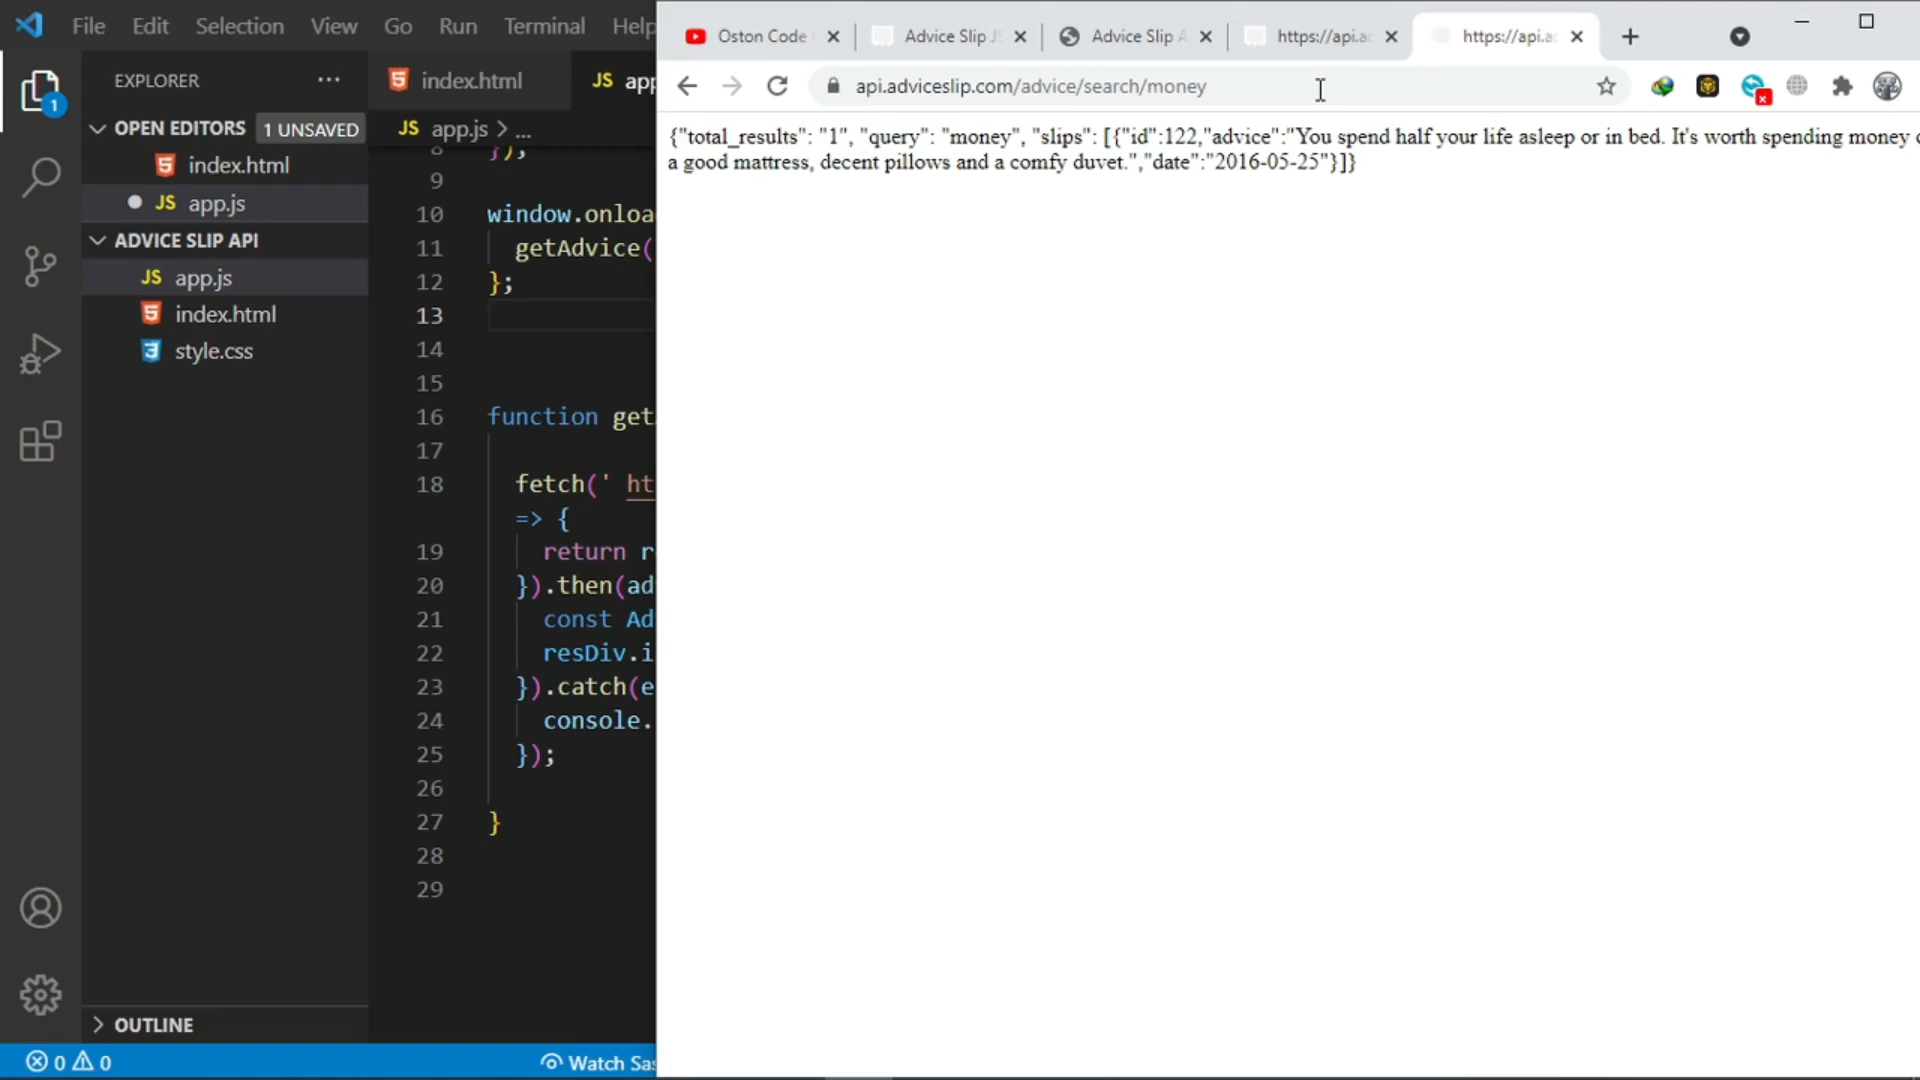 File Edit Selection View Go Run Terminal Help
Oston Code
Advice Slip JS
Advice Slip A
https://api.ad
https://api.ad
api.adviceslip.com/advice/search/money
{"total_results": "1", "query": "money", "slips": [{"id":122,"advice":"You spend half your life asleep or in bed. It's worth spending money o
a good mattress, decent pillows and a comfy duvet.","date":"2016-05-25"}]}
EXPLORER
1
OPEN EDITORS 1 UNSAVED
index.html
JS app.js
ADVICE SLIP API
JS app.js
index.html
style.css
OUTLINE
index.html
JS app
JS app.js > ...
8 });
9
10 window.onloa
11 getAdvice(
12 };
13
14
15
16 function get
17
18 fetch(' ht
=> {
19 return r
20 }).then(ad
21 const Ad
22 resDiv.i
23 }).catch(e
24 console.
25 });
26
27 }
28
29
0 0
Watch Sas